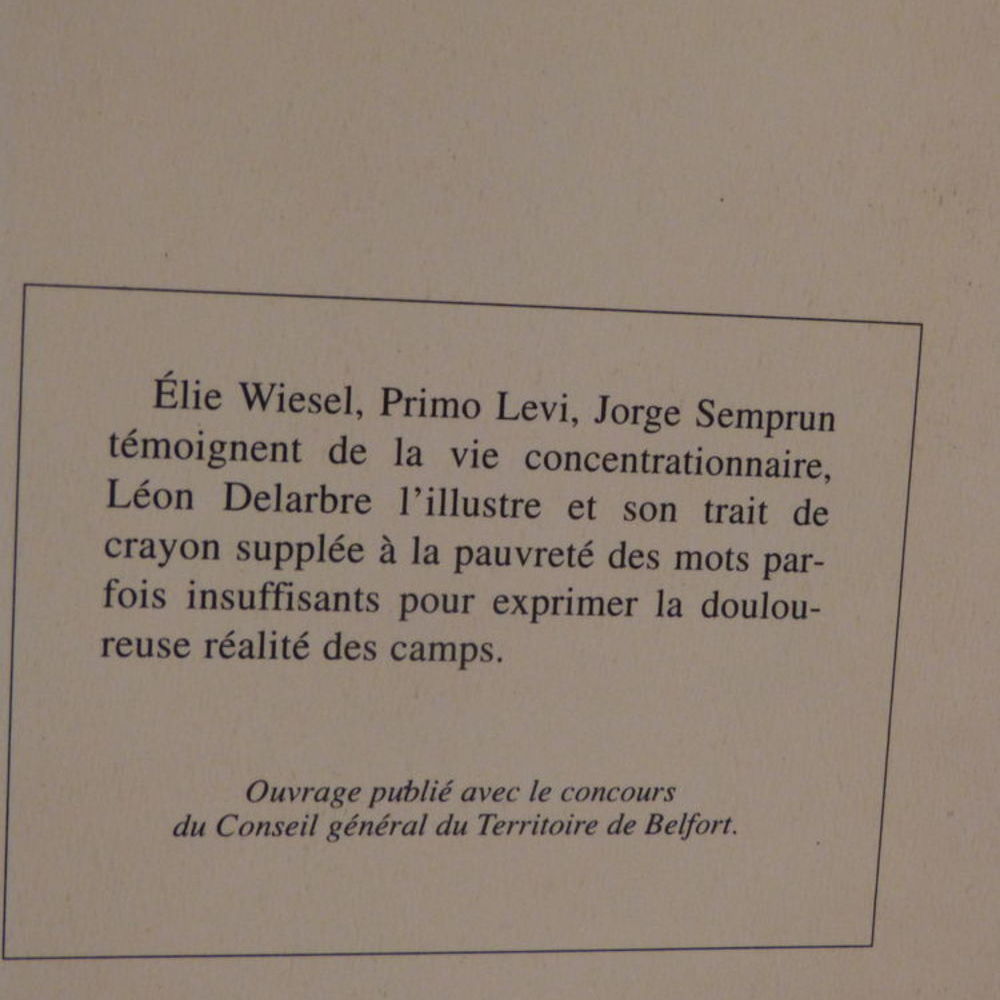 Élie Wiesel, Primo Levi, Jorge Semprun
témoignent de la vie concentrationnaire,
Léon Delarbre l'illustre et son trait de
crayon supplée à la pauvreté des mots par-
fois insuffisants pour exprimer la doulou-
reuse réalité des camps.
Ouvrage publié avec le concours
du Conseil général du Territoire de Belfort.